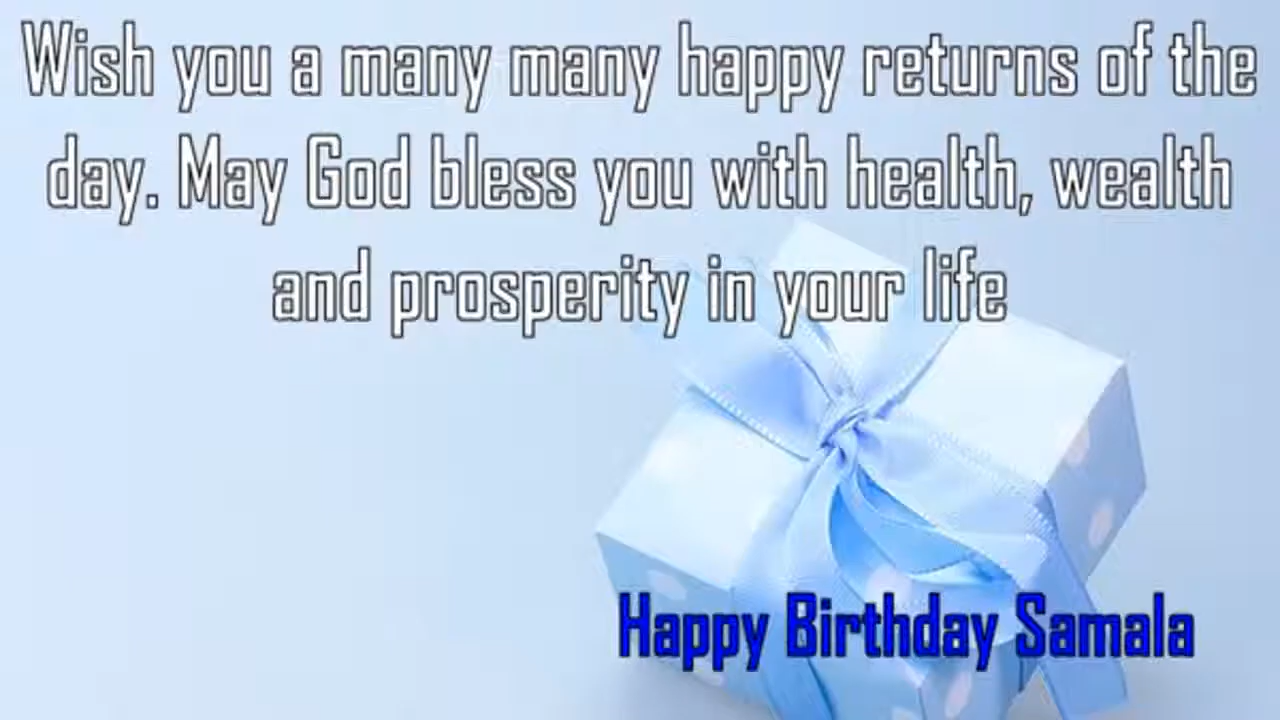 Wish you a many many happy returns of the
day. May God bless you with health, wealth
and prosperity in your life
Happy Birthday Samala